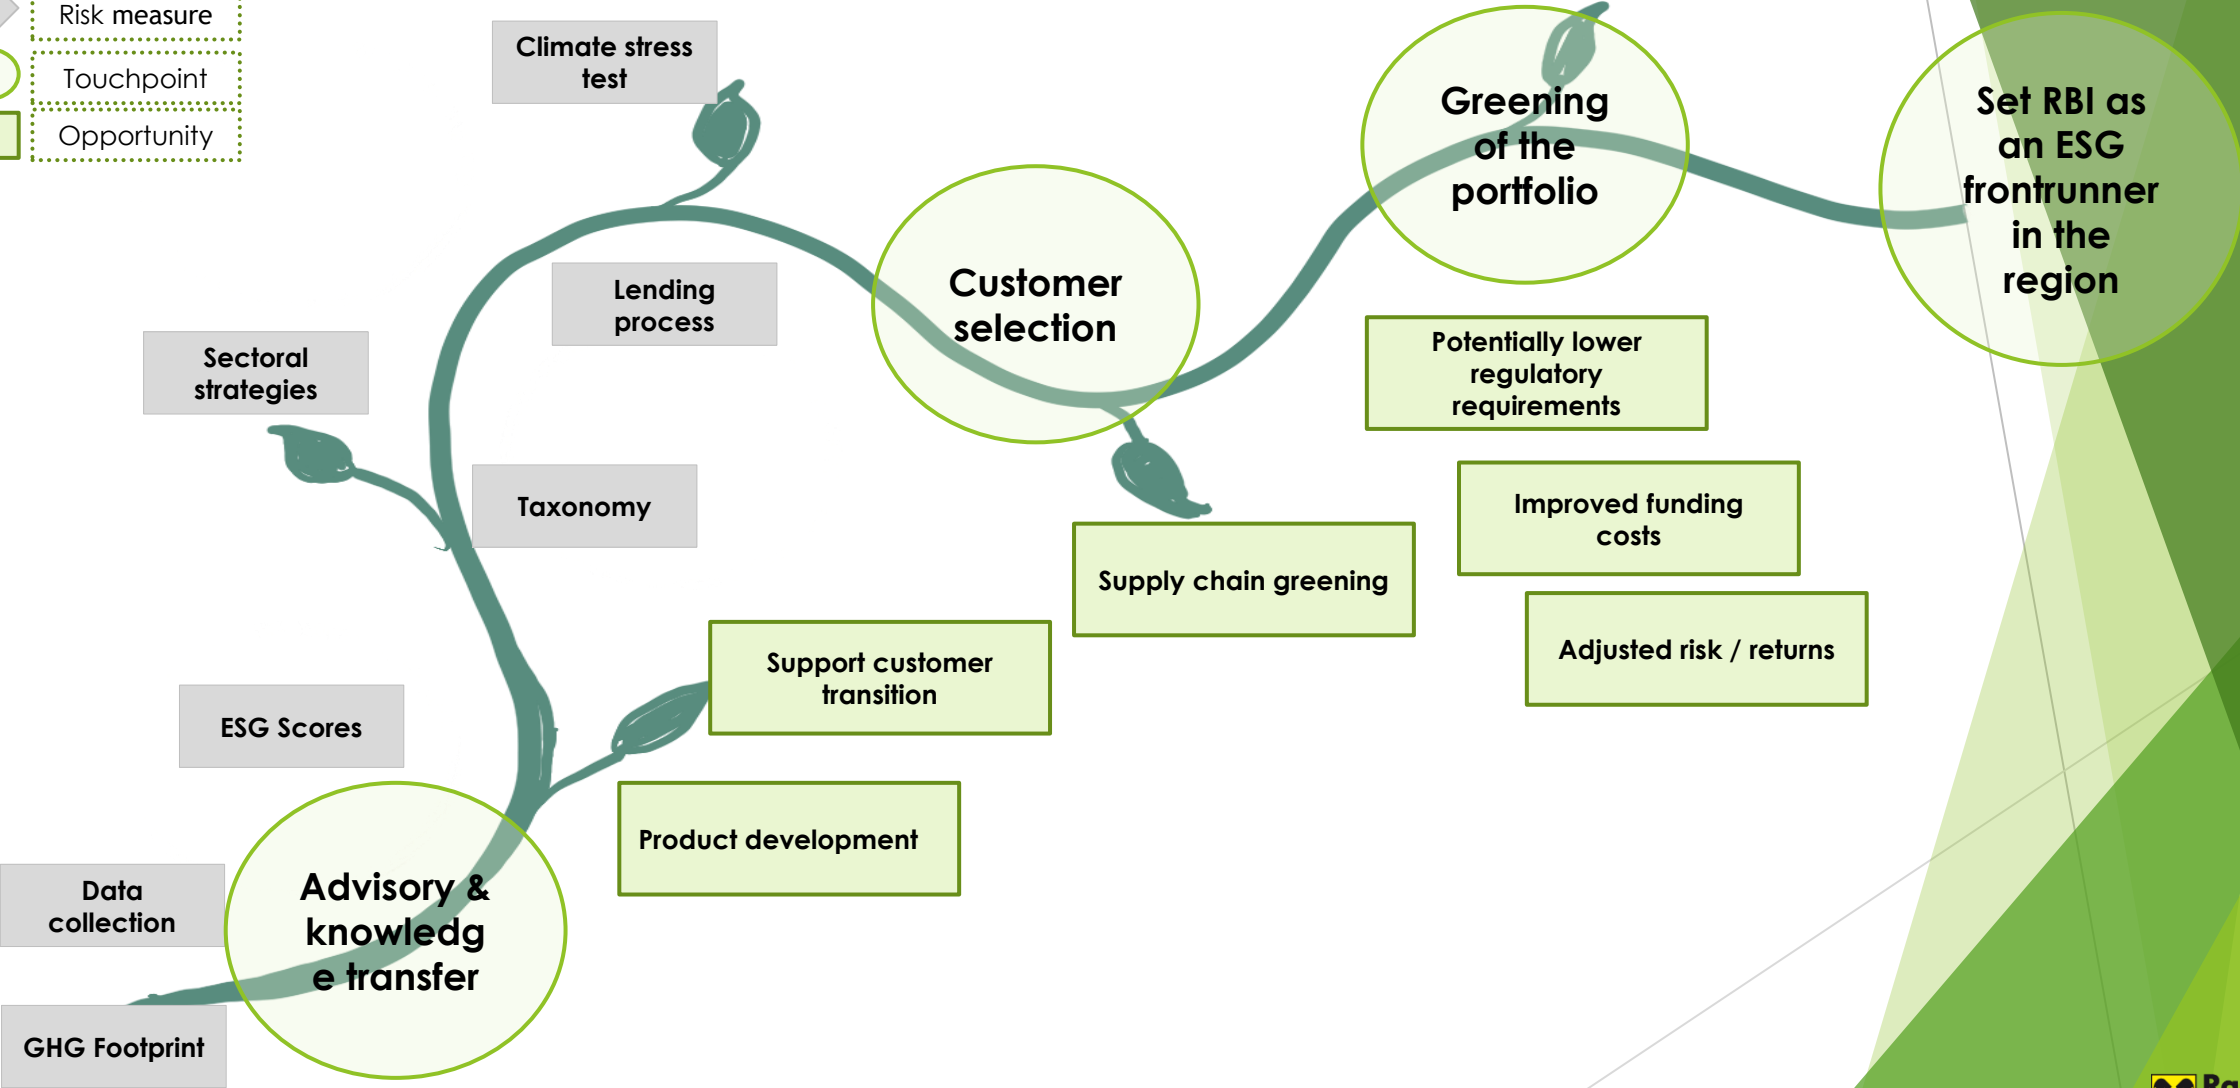 Risk measure
Touchpoint
Opportunity
Climate stress
test
Greening
of the
portfolio
Set RBI as
an ESG
frontrunner
in the
region
Customer
selection
Lending
process
Sectoral
strategies
Potentially lower
regulatory
requirements
Taxonomy
Improved funding
costs
Supply chain greening
Adjusted risk / returns
Support customer
transition
ESG Scores
Product development
Data
collection
Advisory &
knowledg
e transfer
GHG Footprint